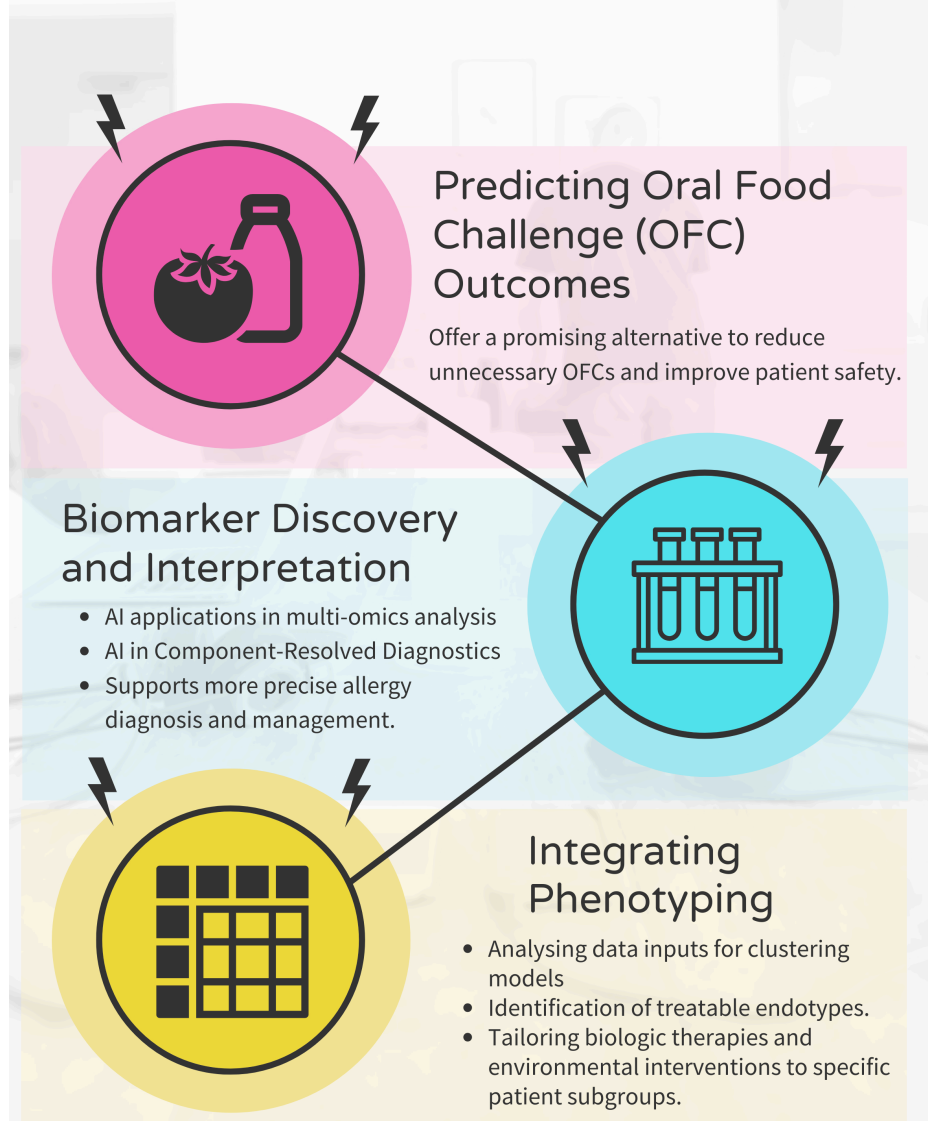 Predicting Oral Food
Challenge (OFC)
Outcomes
Offer a promising alternative to reduce
unnecessary OFCs and improve patient safety.
Biomarker Discovery
and Interpretation
• AI applications in multi-omics analysis
• AI in Component-Resolved Diagnostics
• Supports more precise allergy
diagnosis and management.
Integrating
Phenotyping
• Analysing data inputs for clustering
models
• Identification of treatable endotypes.
• Tailoring biologic therapies and
environmental interventions to specific
patient subgroups.